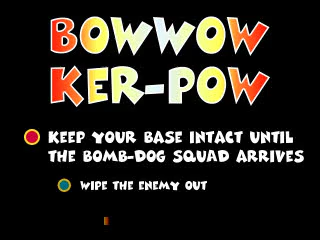 BOWWOW
KER-POW
KEEP YOUR BASE INTACT UNTIL
THE BOMB-DOG SQUAD ARRIVES
WIPE THE ENEMY OUT